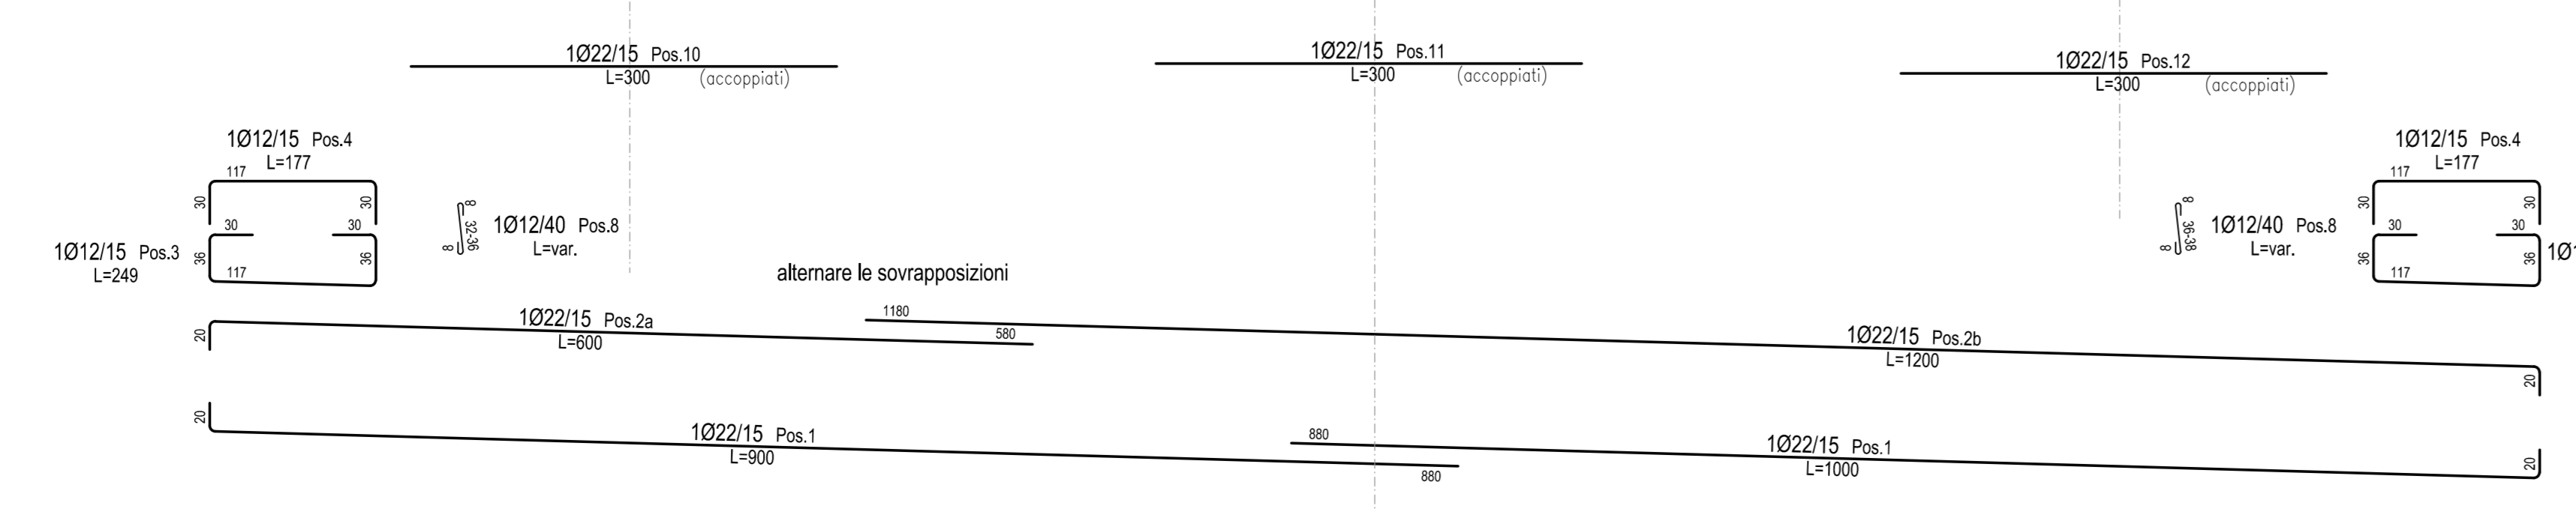 1Ø22/15 Pos.10
L=300 (accoppiati)
1Ø22/15 Pos.11
L=300 (accoppiati)
1Ø22/15 Pos.12
L=300 (accoppiati)
1Ø12/15 Pos.4
L=177
117
30
30
30
30
1Ø12/15 Pos.3
L=249
36
36
117
8
32-36
8
1Ø12/40 Pos.8
L=var.
8
36-38
8
1Ø12/40 Pos.8
L=var.
1Ø12/15 Pos.4
L=177
117
30
30
30
30
36
36
117
1Ø
alternare le sovrapposizioni
20
1Ø22/15 Pos.2a
L=600
580
1180
1Ø22/15 Pos.2b
L=1200
20
20
1Ø22/15 Pos.1
L=900
880
880
1Ø22/15 Pos.1
L=1000
20